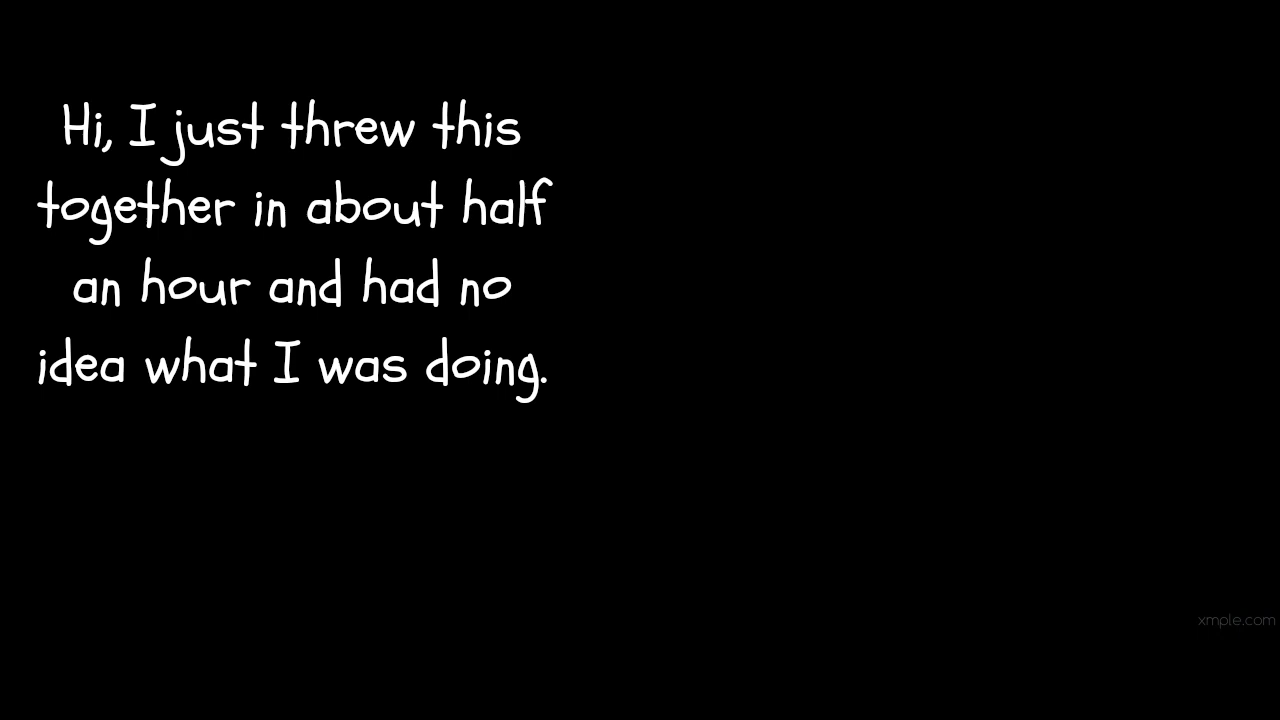 Hi, I just threw this
together in about half
an hour and had no
idea what I was doing.
xmple.com